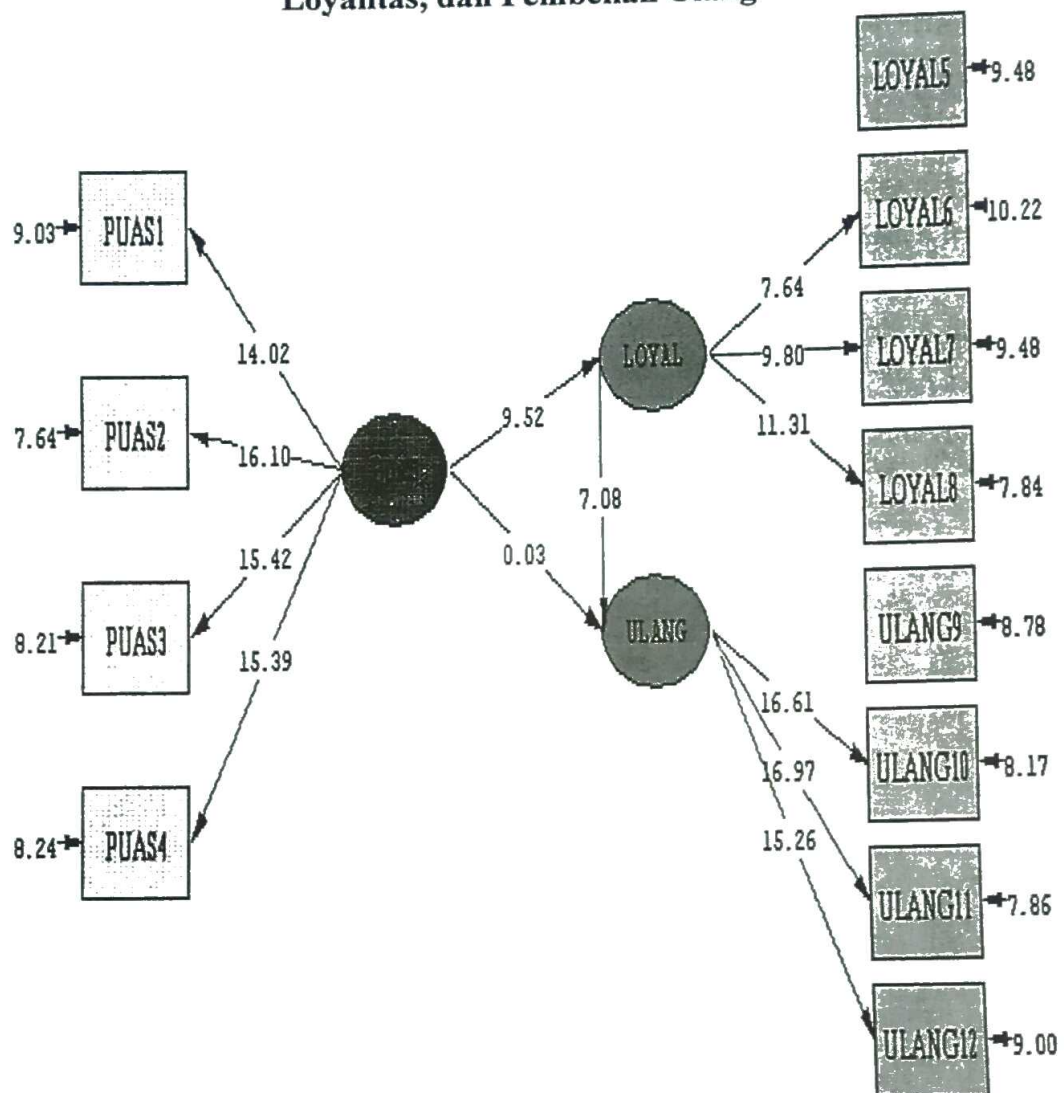 Loyalitas, dan Pembelian Ulang
LOYAL5 9.48
LOYAL6 10.22
9.03 PUAS1
7.64
14.02 LOYAL 9.80 LOYAL7 9.48
9.52 11.31
7.64 PUAS2 16.10
LOYAL8 7.84
7.08
15.42 0.03
8.21 PUAS3 ULANG ULANG9 8.78
15.39
16.61
16.97 ULANG10 8.17
15.26
8.24 PUAS4
ULANG11 7.86
ULANG12 9.00